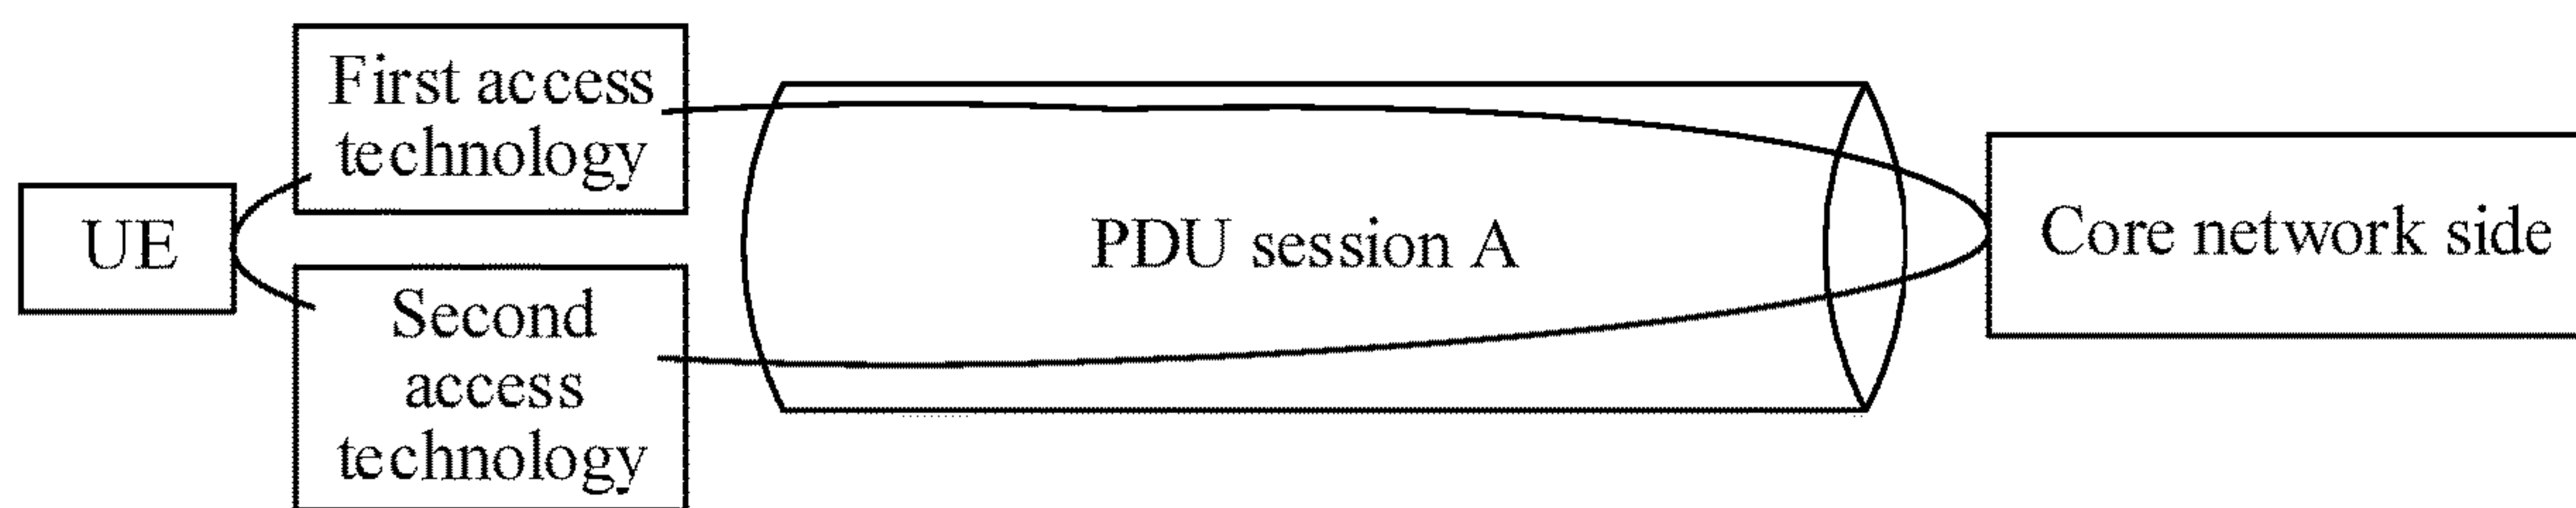 First access
technology
UE
Second
access
technology
PDU session A
Core network side